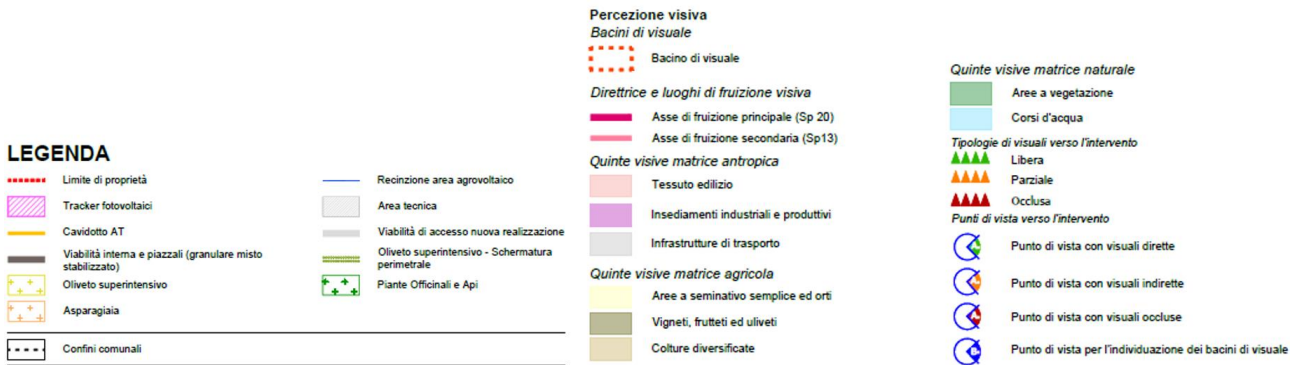 LEGENDA
Limite di proprietà
Tracker fotovoltaici
Cavidotto AT
Viabilità interna e piazzali (granulare misto
stabilizzato)
Oliveto superintensivo
Asparagiaia
Confini comunali
Recinzione area agrovoltaico
Area tecnica
Viabilità di accesso nuova realizzazione
Oliveto superintensivo - Schermatura
perimetrale
Piante Officinali e Api
Percezione visiva
Bacini di visuale
Bacino di visuale
Direttrice e luoghi di fruizione visiva
Asse di fruizione principale (Sp 20)
Asse di fruizione secondaria (Sp13)
Quinte visive matrice antropica
Tessuto edilizio
Insediamenti industriali e produttivi
Infrastrutture di trasporto
Quinte visive matrice agricola
Aree a seminativo semplice ed orti
Vigneti, frutteti ed uliveti
Colture diversificate
Quinte visive matrice naturale
Aree a vegetazione
Corsi d'acqua
Tipologie di visuali verso l'intervento
Libera
Parziale
Occlusa
Punti di vista verso l'intervento
Punto di vista con visuali dirette
Punto di vista con visuali indirette
Punto di vista con visuali occluse
Punto di vista per l'individuazione dei bacini di visuale